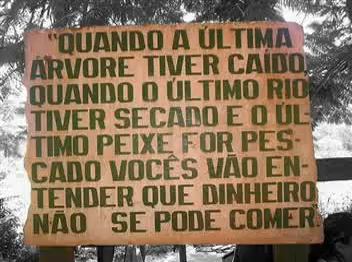 "QUANDO A ÚLTIMA
ÁRVORE TIVER CAÍDO,
QUANDO O ÚLTIMO RIO
TIVER SECADO E O ÚL-
TIMO PEIXE FOR PES-
CADO VOCÊS VÃO EN-
TENDER QUE DINHEIRO
NÃO SE PODE COMER